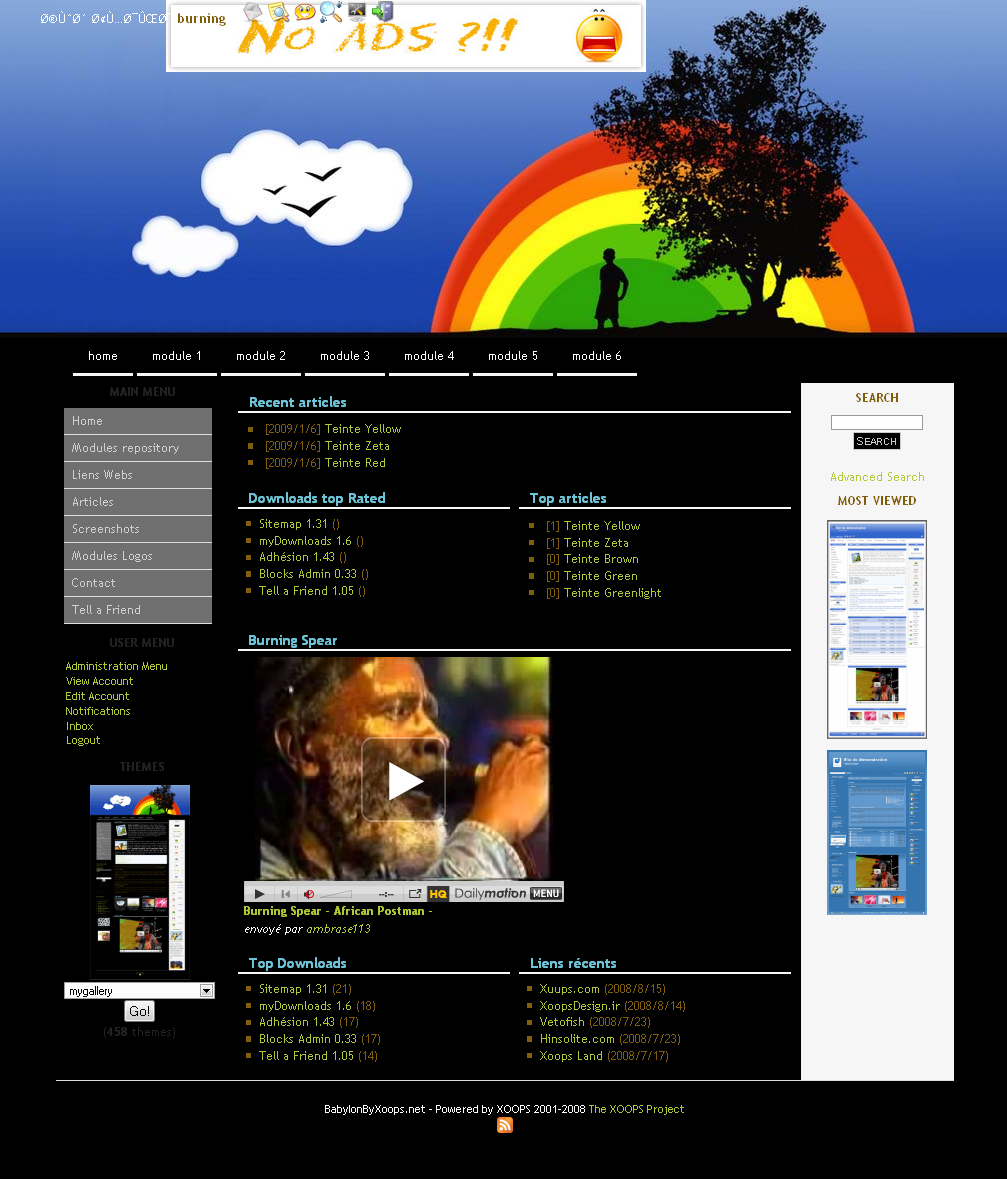 burning
No ADS ?!!
home module 1 module 2 module 3 module 4 module 5 module 6
MAIN MENU
Home
Modules repository
Liens Webs
Articles
Screenshots
Modules Logos
Contact
Tell a Friend
USER MENU
Administration Menu
View Account
Edit Account
Notifications
Inbox
Logout
THEMES
mygallery
Go!
(458 themes)
Recent articles
[2009/1/6] Teinte Yellow
[2009/1/6] Teinte Zeta
[2009/1/6] Teinte Red
Downloads top Rated
Sitemap 1.31 ()
myDownloads 1.6 ()
Adhésion 1.43 ()
Blocks Admin 0.33 ()
Tell a Friend 1.05 ()
Top articles
[1] Teinte Yellow
[1] Teinte Zeta
[0] Teinte Brown
[0] Teinte Green
[0] Teinte Greenlight
Burning Spear
--:-- HQ Dailymotion MENU
Burning Spear - African Postman -
envoyé par ambrase113
Top Downloads
Sitemap 1.31 (21)
myDownloads 1.6 (18)
Adhésion 1.43 (17)
Blocks Admin 0.33 (17)
Tell a Friend 1.05 (14)
Liens récents
Xuups.com (2008/8/15)
XoopsDesign.ir (2008/8/14)
Vetofish (2008/7/23)
Hinsolite.com (2008/7/23)
Xoops Land (2008/7/17)
SEARCH
SEARCH
Advanced Search
MOST VIEWED
BabylonByXoops.net - Powered by XOOPS 2001-2008 The XOOPS Project